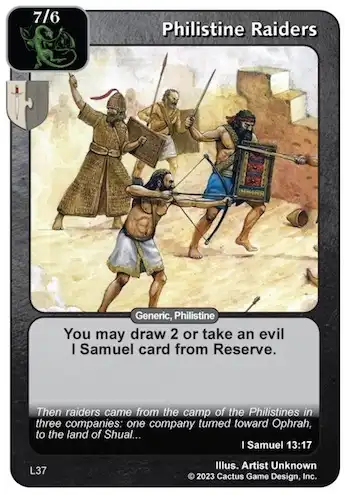 7/6
Philistine Raiders
Generic, Philistine
You may draw 2 or take an evil
I Samuel card from Reserve.
Then raiders came from the camp of the Philistines in
three companies: one company turned toward Ophrah,
to the land of Shual...
I Samuel 13:17
L37
Illus. Artist Unknown
© 2023 Cactus Game Design, Inc.